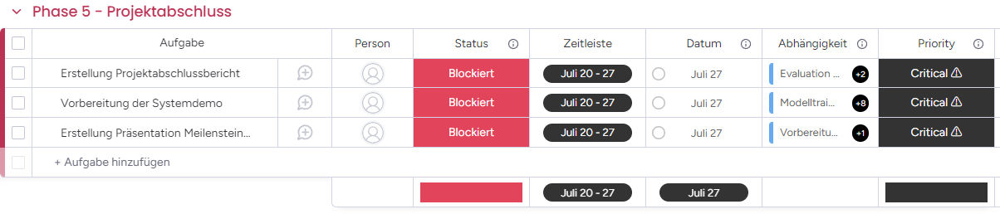 Phase 5 - Projektabschluss
Aufgabe Person Status Zeitleiste Datum Abhängigkeit Priority
Erstellung Projektabschlussbericht Blockiert Juli 20 - 27 Juli 27 Evaluation ... +2 Critical
Vorbereitung der Systemdemo Blockiert Juli 20 - 27 Juli 27 Modelltrai... +8 Critical
Erstellung Präsentation Meilenstein... Blockiert Juli 20 - 27 Juli 27 Vorbereitu... +1 Critical
+ Aufgabe hinzufügen
Juli 20 - 27 Juli 27